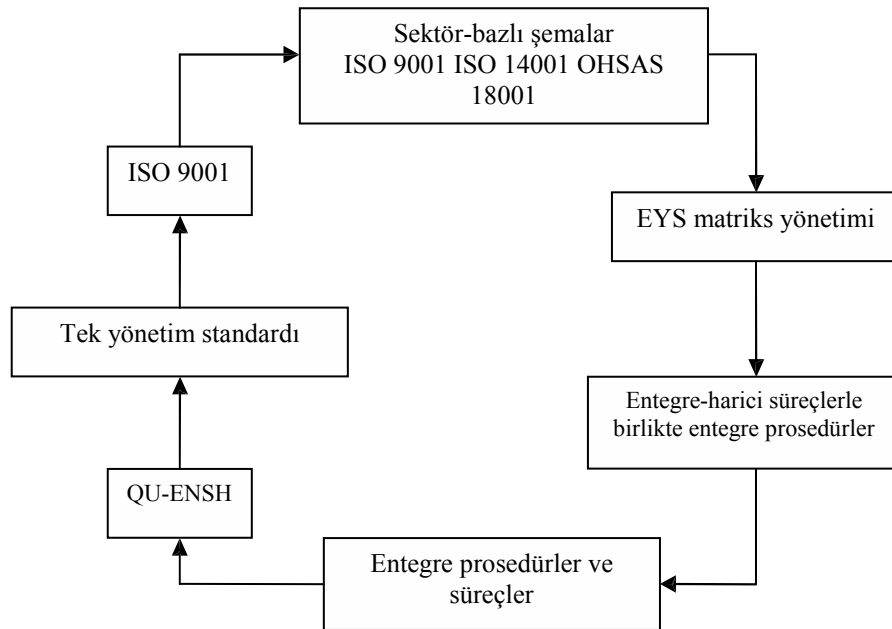 Sektör-bazlı şemalar
ISO 9001 ISO 14001 OHSAS
18001
ISO 9001
EYS matriks yönetimi
Tek yönetim standardı
Entegre-harici süreçlerle
birlikte entegre prosedürler
QU-ENSH
Entegre prosedürler ve
süreçler